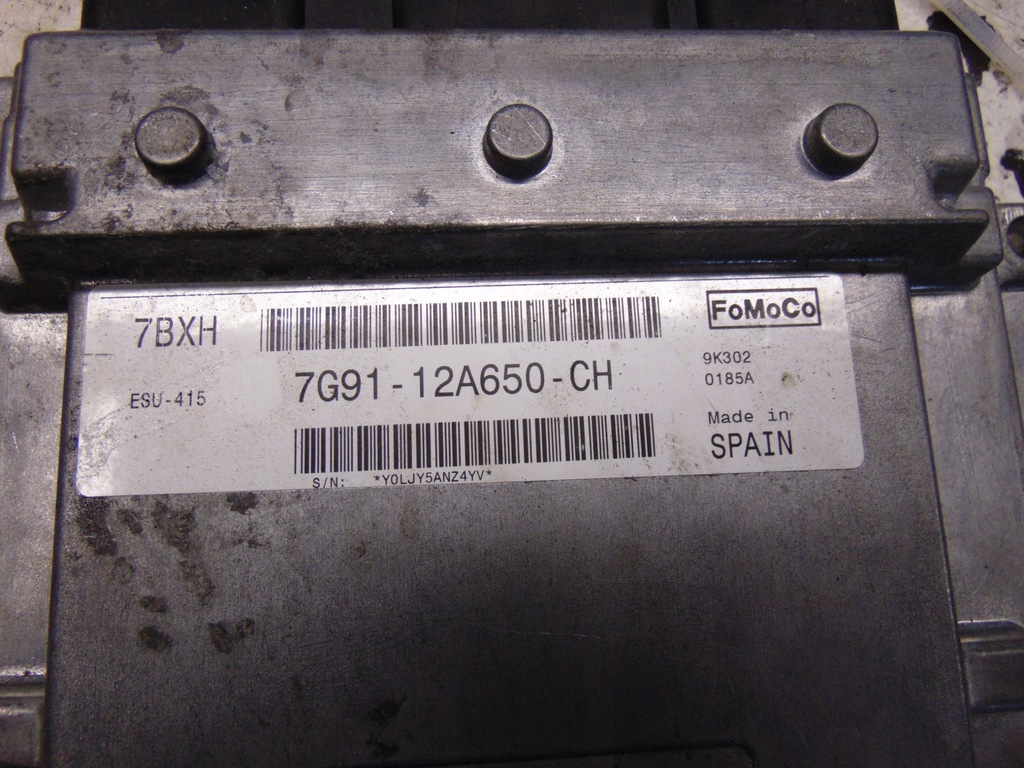 7BXH
FoMoCo
7G91-12A650-CH
9K302
0185A
ESU-415
Made in
SPAIN
S/N: *Y0LJY5ANZ4YV*